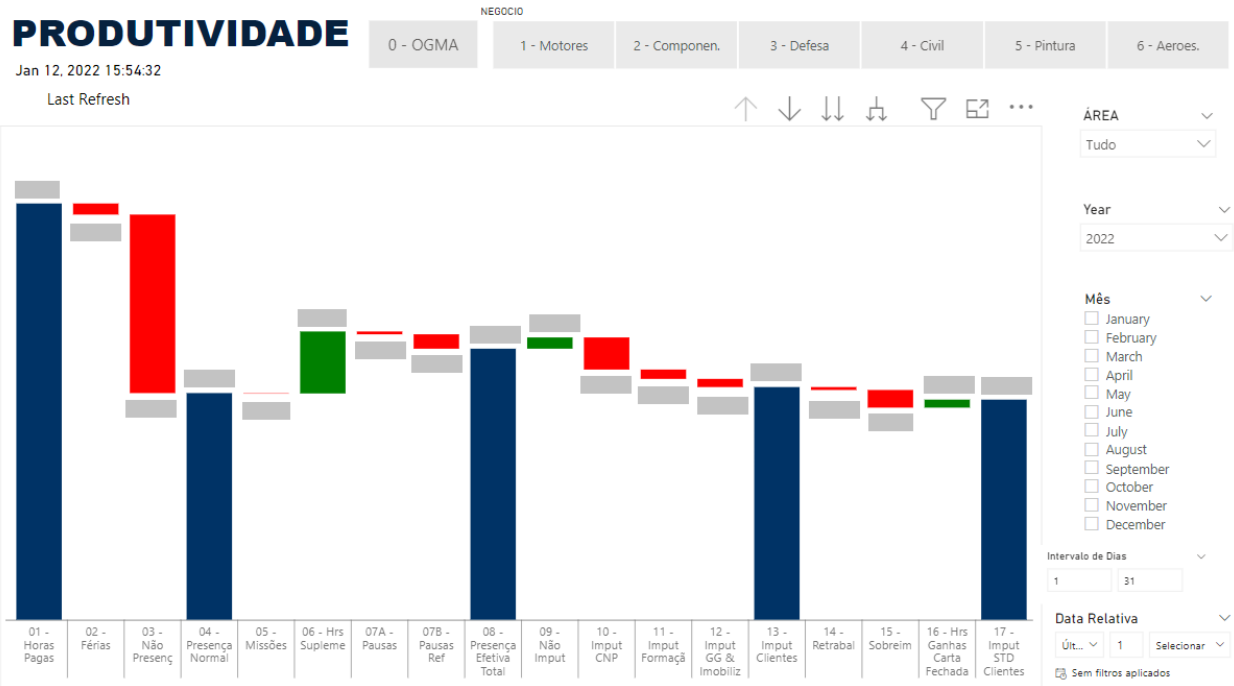 PRODUTIVIDADE
Jan 12, 2022 15:54:32
Last Refresh
NEGOCIO
0 - OGMA
1 - Motores
2 - Componen.
3 - Defesa
4 - Civil
5 - Pintura
6 - Aeroes.
ÁREA
Tudo
Year
2022
Mês
January
February
March
April
May
June
July
August
September
October
November
December
Intervalo de Dias
1
31
Data Relativa
Últ...
1
Selecionar
Sem filtros aplicados
01 -
Horas
Pagas
02 -
Férias
03 -
Não
Presenç
04 -
Presença
Normal
05 -
Missões
06 - Hrs
Supleme
07A -
Pausas
07B -
Pausas
Ref
08 -
Presença
Efetiva
Total
09 -
Não
Imput
10 -
Imput
CNP
11 -
Imput
Formaçã
12 -
Imput
GG &
Imobiliz
13 -
Imput
Clientes
14 -
Retrabal
15 -
Sobreim
16 - Hrs
Ganhas
Carta
Fechada
17 -
Imput
STD
Clientes